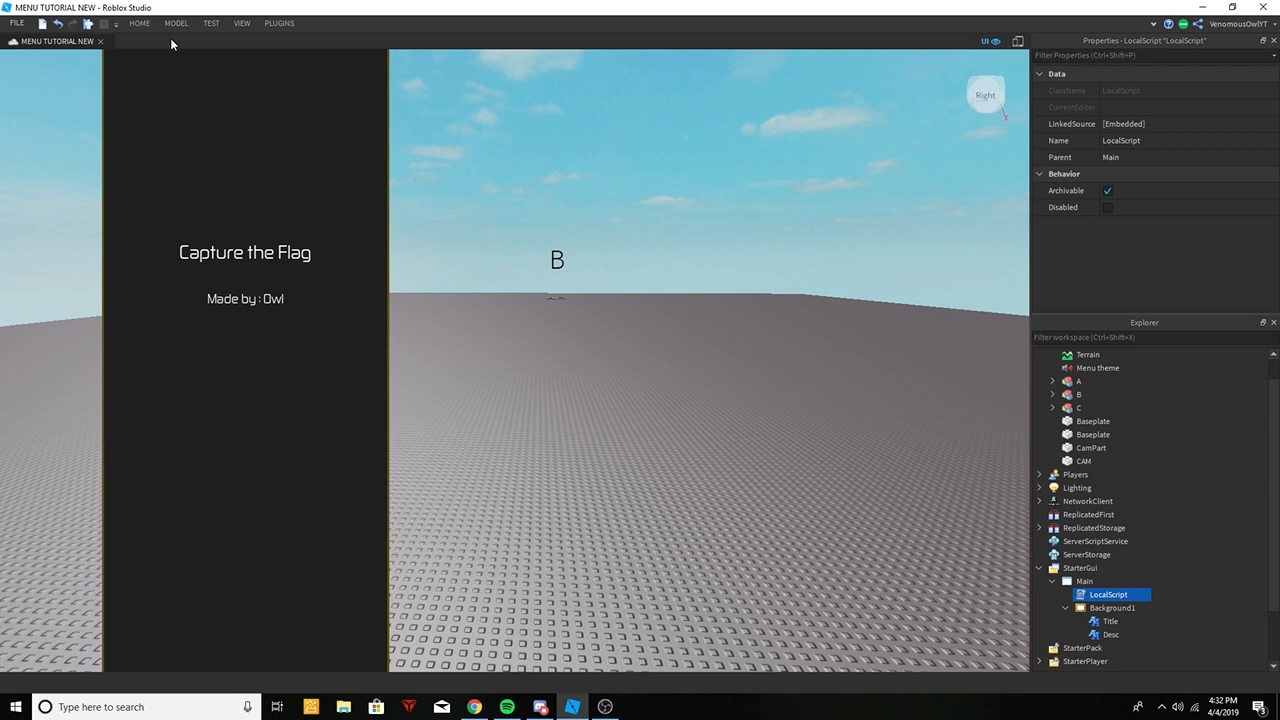 MENU TUTORIAL NEW - Roblox Studio
FILE HOME MODEL TEST VIEW PLUGINS
VenomousOwlYT
MENU TUTORIAL NEW
UI
Capture the Flag
Made by : Owl
B
Right
X
Properties - LocalScript "LocalScript"
Filter Properties (Ctrl+Shift+P)
Data
ClassName LocalScript
CurrentEditor
LinkedSource [Embedded]
Name LocalScript
Parent Main
Behavior
Archivable
Disabled
Explorer
Filter workspace (Ctrl+Shift+X)
Terrain
Menu theme
A
B
C
Baseplate
Baseplate
CamPart
CAM
Players
Lighting
NetworkClient
ReplicatedFirst
ReplicatedStorage
ServerScriptService
ServerStorage
StarterGui
Main
LocalScript
Background1
Title
Desc
StarterPack
StarterPlayer
Type here to search
4:32 PM
4/4/2019
3